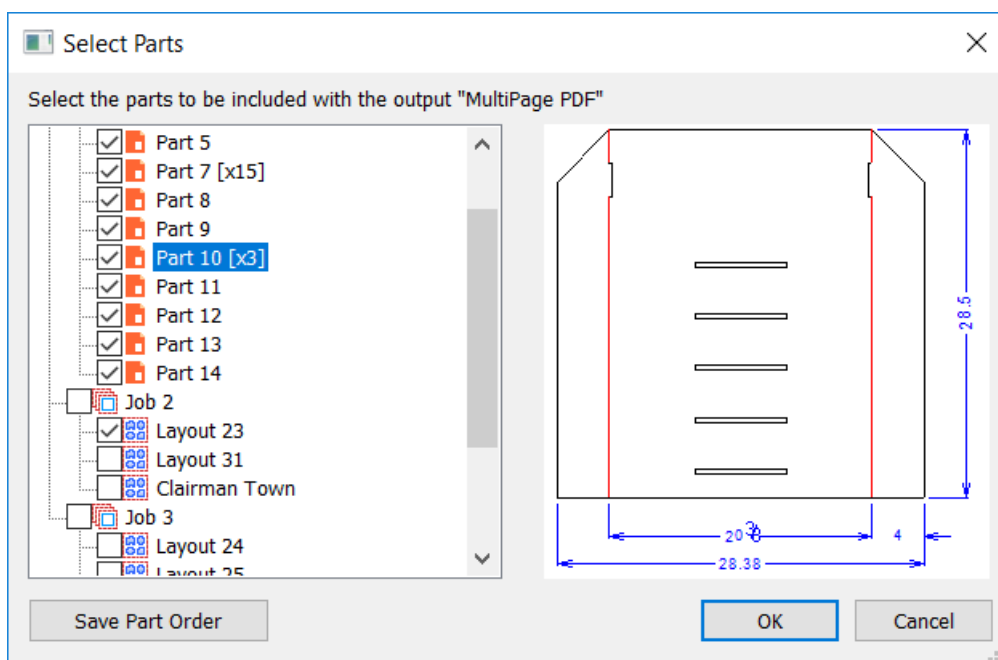 Select Parts
Select the parts to be included with the output "MultiPage PDF"
Part 5
Part 7 [x15]
Part 8
Part 9
Part 10 [x3]
Part 11
Part 12
Part 13
Part 14
Job 2
Layout 23
Layout 31
Clairman Town
Job 3
Layout 24
Layout 25
28.5
4
28.38
Save Part Order
OK
Cancel